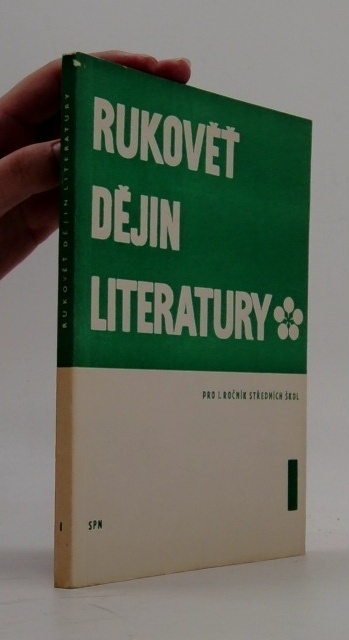 RUKOVĚŤ
DĚJIN
LITERATURY
PRO I. ROČNÍK STŘEDNÍCH ŠKOL
I
SPN
RUKOVĚŤ DĚJIN LITERATURY
I